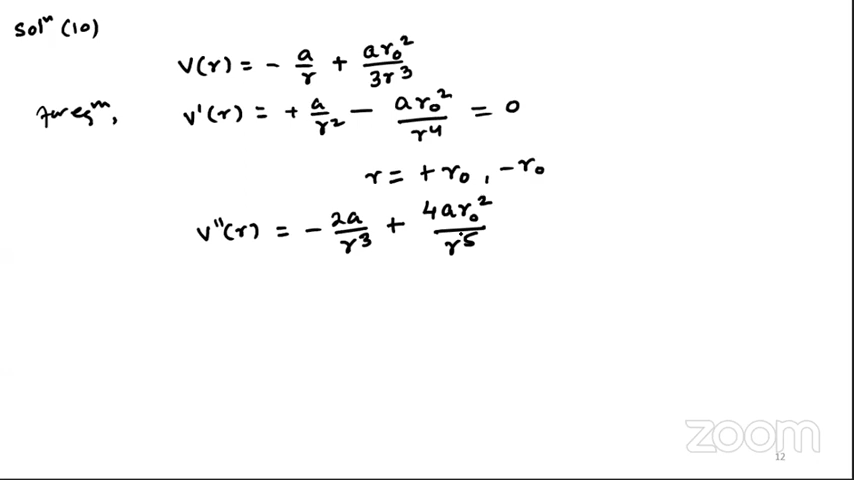 Solⁿ (10)
V(r) = - a/r + ar₀²/3r³
For eqᵐ, V'(r) = + a/r² - ar₀²/r⁴ = 0
r = +r₀, -r₀
V''(r) = - 2a/r³ + 4ar₀²/r⁵
zoom
12